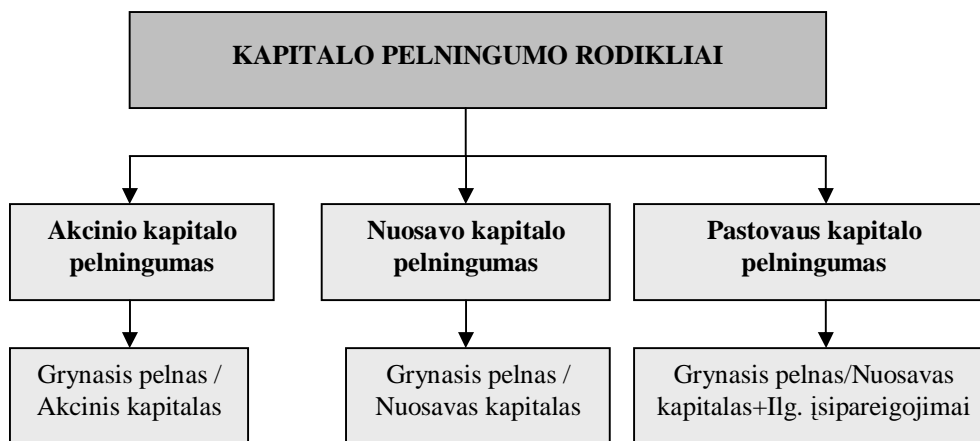 KAPITALO PELNINGUMO RODIKLIAI
Akcinio kapitalo
pelningumas
Nuosavo kapitalo
pelningumas
Pastovaus kapitalo
pelningumas
Grynasis pelnas /
Akcinis kapitalas
Grynasis pelnas /
Nuosavas kapitalas
Grynasis pelnas/Nuosavas
kapitalas+Ilg. įsipareigojimai